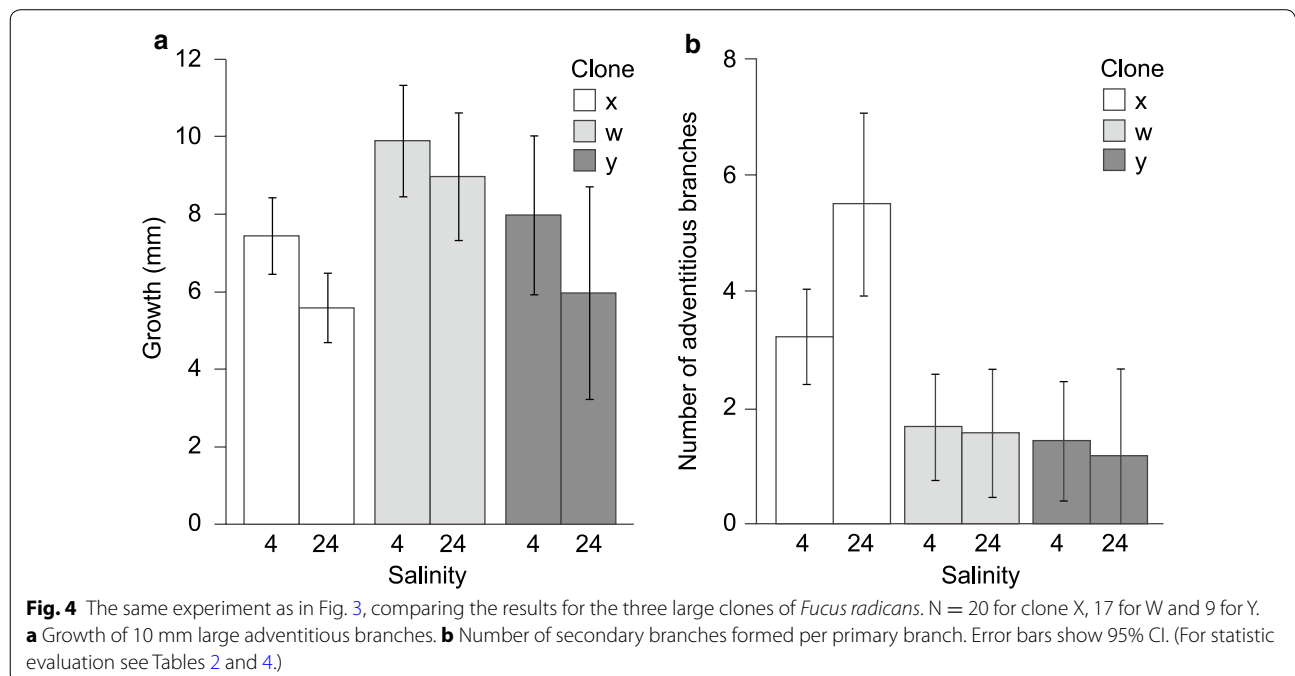 a
12
10
8
6
4
2
0
Growth (mm)
Clone
x
w
y
4 24 4 24 4 24
Salinity
b
8
6
4
2
0
Number of adventitious branches
Clone
x
w
y
4 24 4 24 4 24
Salinity
Fig. 4 The same experiment as in Fig. 3, comparing the results for the three large clones of Fucus radicans. N = 20 for clone X, 17 for W and 9 for Y.
a Growth of 10 mm large adventitious branches. b Number of secondary branches formed per primary branch. Error bars show 95% CI. (For statistic
evaluation see Tables 2 and 4.)